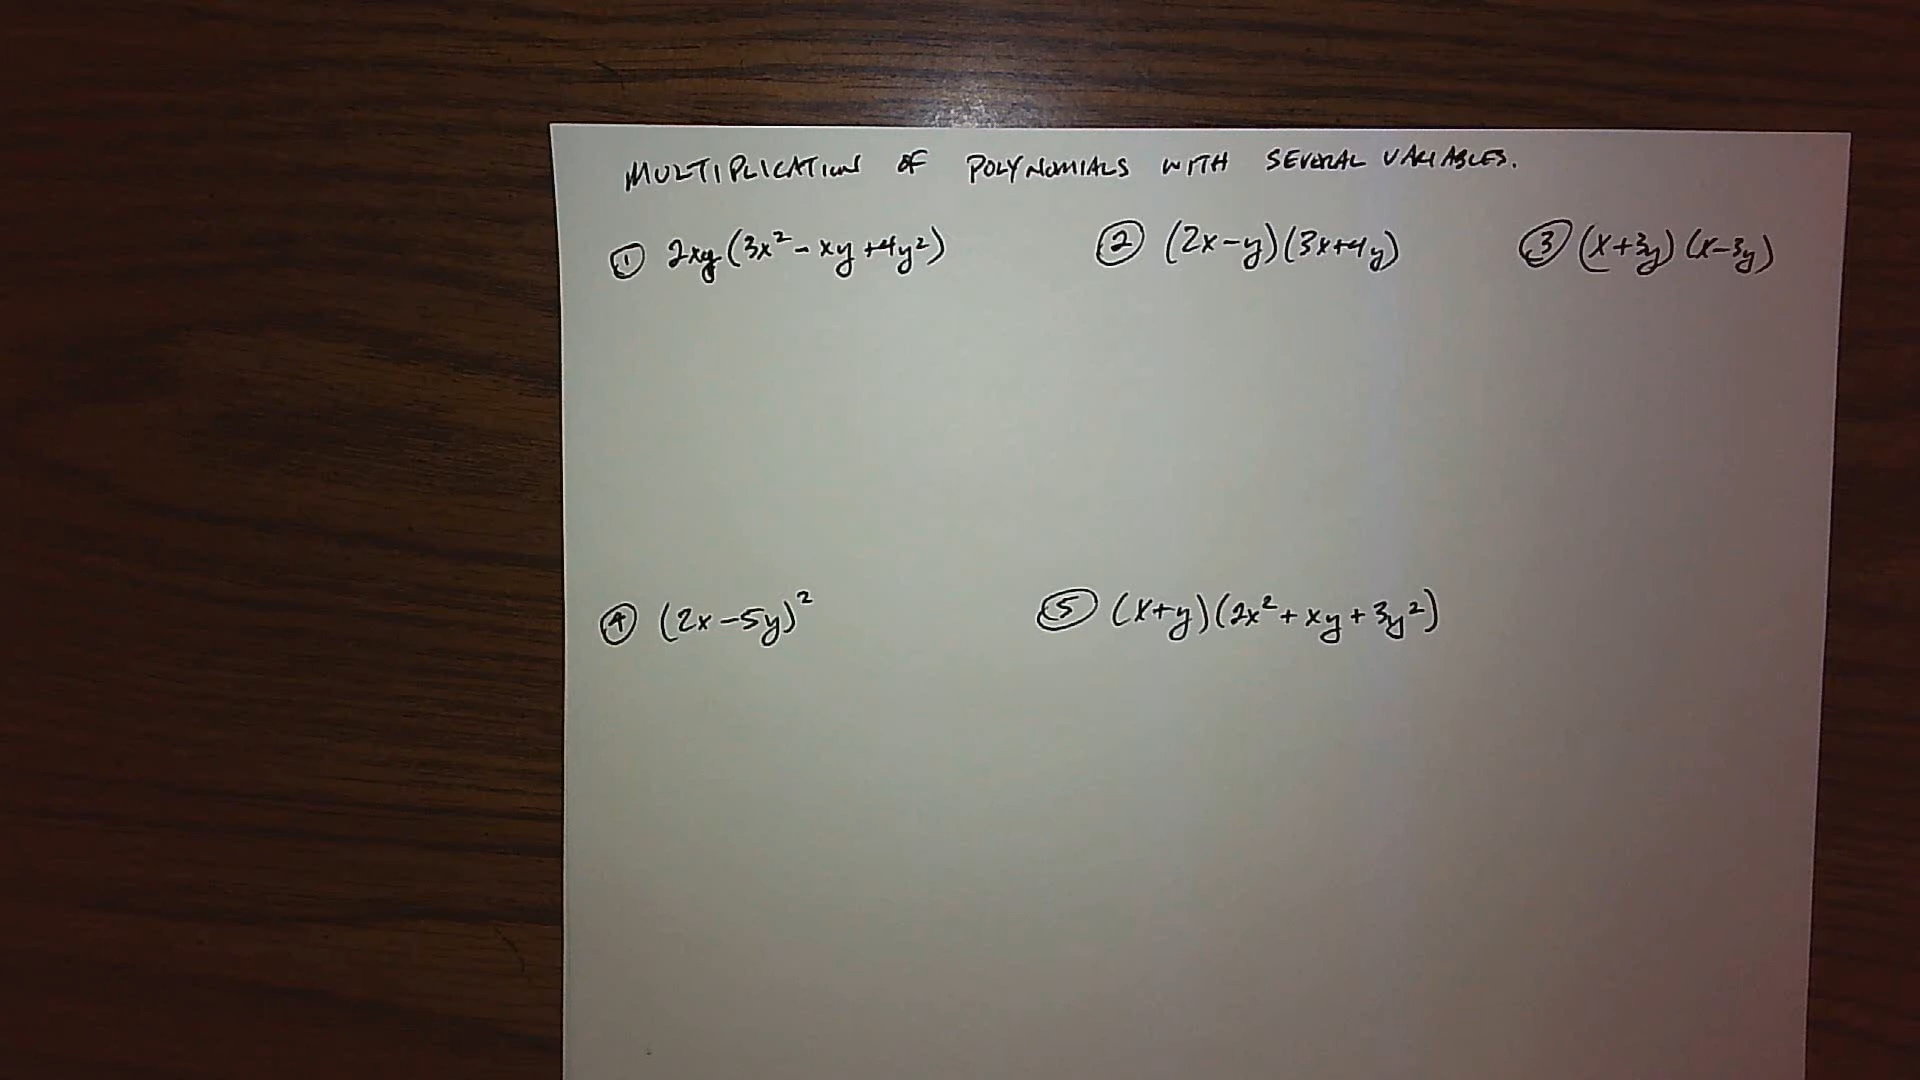 MULTIPLICATION OF POLYNOMIALS WITH SEVERAL VARIABLES.
① 2xy(3x² - xy + 4y²) ② (2x-y)(3x+4y) ③ (x+3y)(x-3y)
④ (2x-5y)² ⑤ (x+y)(2x² + xy + 3y²)